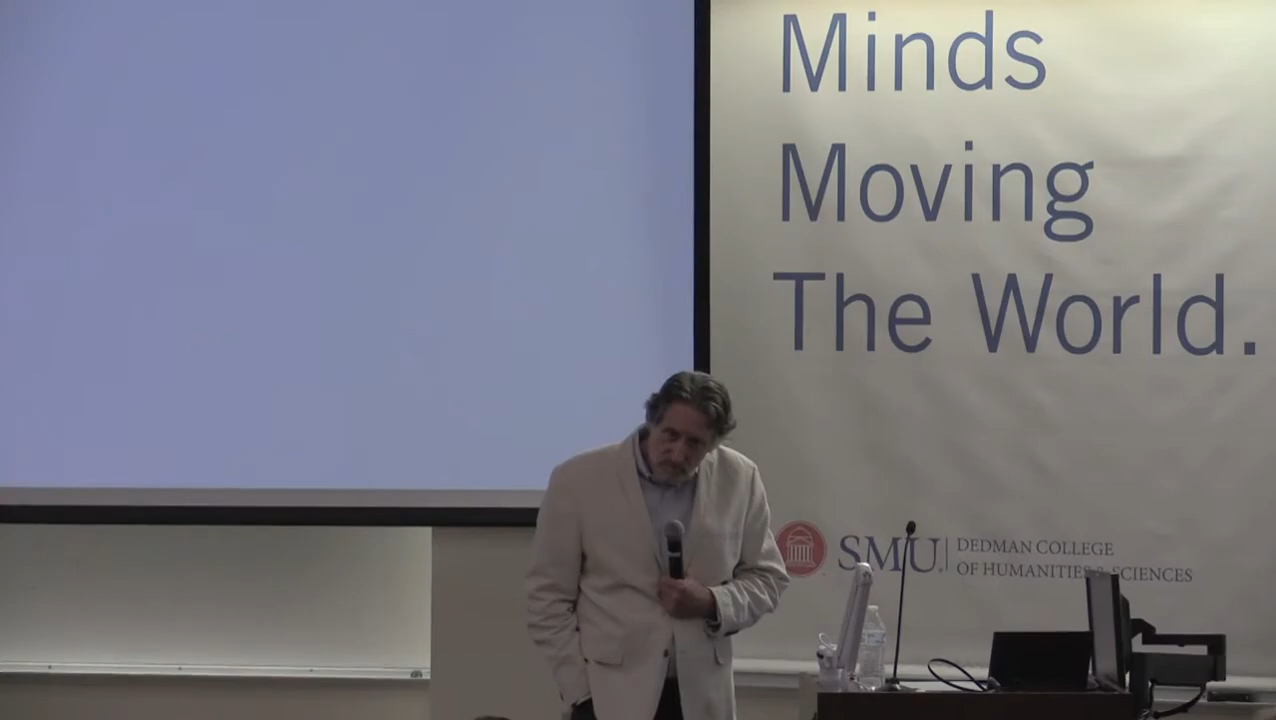 Minds
Moving
The World.
SMU
DEDMAN COLLEGE
OF HUMANITIES & SCIENCES